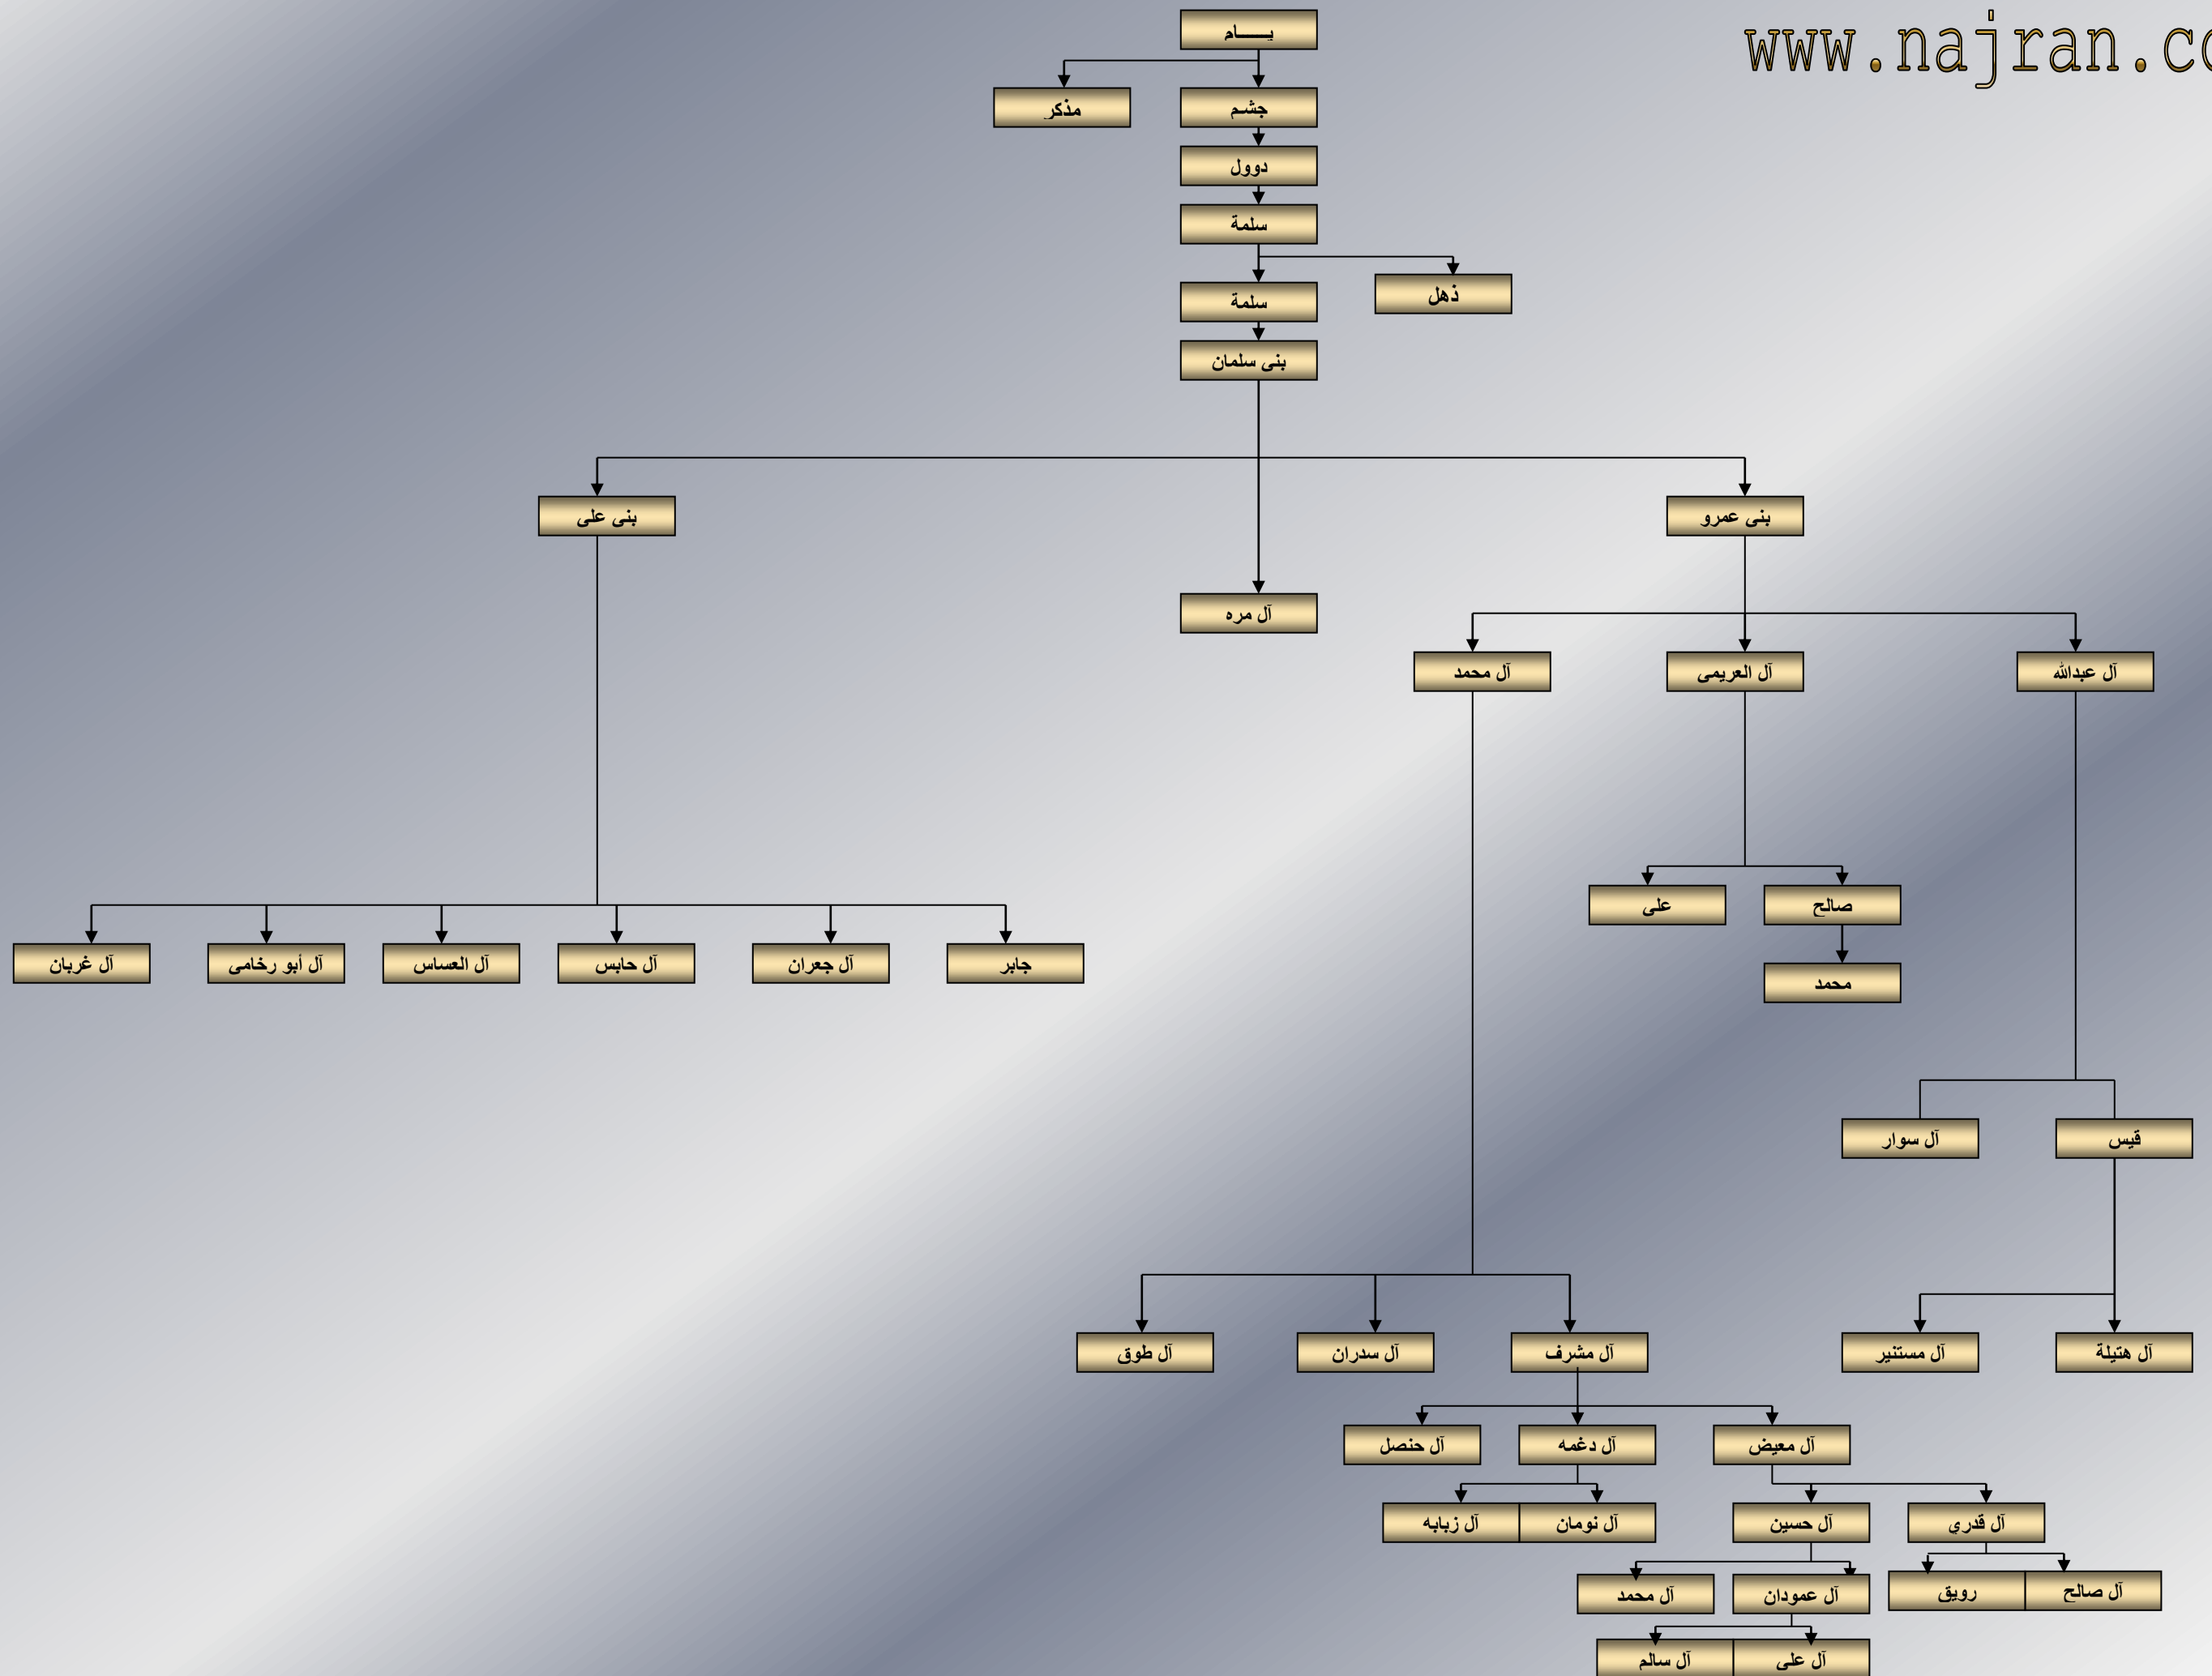 www.najran.co
يـــــام
جشم
مذكر
دوول
سلمة
ذهل
سلمة
بنى سلمان
بنى عمرو
بنى على
آل مره
آل عبدالله
آل العريمى
آل محمد
صالح
على
جابر
آل جعران
آل حابس
آل العساس
آل أبو رخامى
آل غربان
محمد
قيس
آل سوار
آل هتيلة
آل مستنير
آل مشرف
آل سدران
آل طوق
آل معيض
آل دغمه
آل حنصل
آل قدري
آل حسين
آل نومان
آل زبابه
آل صالح
رويق
آل عمودان
آل محمد
آل على
آل سالم